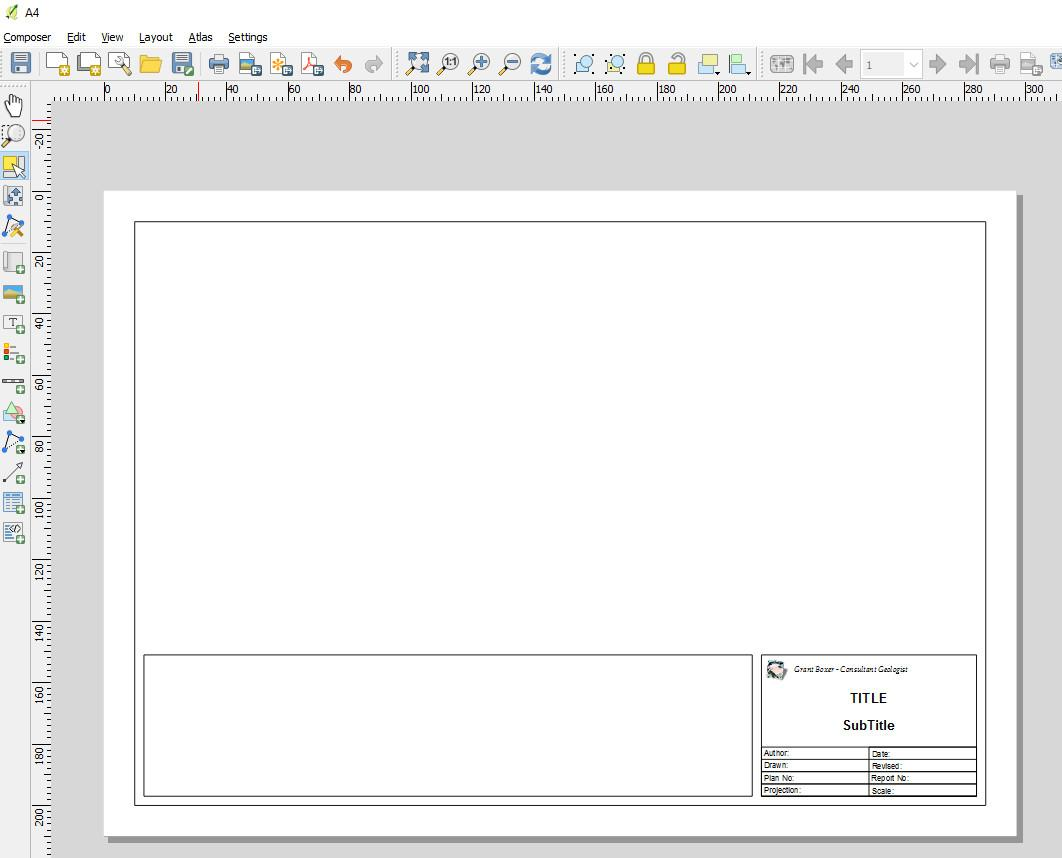 A4
Composer Edit View Layout Atlas Settings
1:1 1
0 20 40 60 80 100 120 140 160 180 200 220 240 260 280 300
-20
0
20
40
60
80
100
120
140
160
180
200
T
Grant Boxer - Consultant Geologist
TITLE
SubTitle
Author: Date:
Drawn: Revised:
Plan No: Report No:
Projection: Scale: